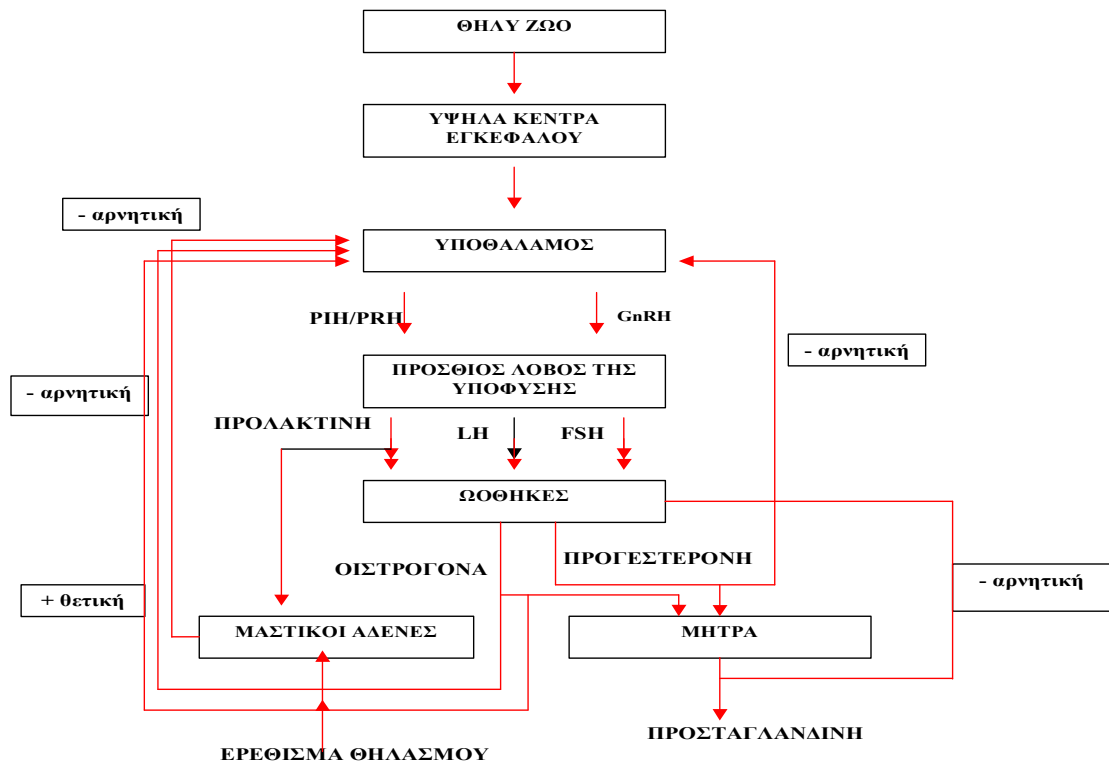 ΘΗΛΥ ΖΩΟ
ΥΨΗΛΑ ΚΕΝΤΡΑ
ΕΓΚΕΦΑΛΟΥ
- αρνητική
ΥΠΟΘΑΛΑΜΟΣ
PIH/PRH
GnRH
- αρνητική
- αρνητική
ΠΡΟΣΘΙΟΣ ΛΟΒΟΣ ΤΗΣ
ΥΠΟΦΥΣΗΣ
ΠΡΟΛΑΚΤΙΝΗ
LH
FSH
ΩΟΘΗΚΕΣ
ΟΙΣΤΡΟΓΟΝΑ
ΠΡΟΓΕΣΤΕΡΟΝΗ
+ θετική
- αρνητική
ΜΑΣΤΙΚΟΙ ΑΔΕΝΕΣ
ΜΗΤΡΑ
ΠΡΟΣΤΑΓΛΑΝΔΙΝΗ
ΕΡΕΘΙΣΜΑ ΘΗΛΑΣΜΟΥ